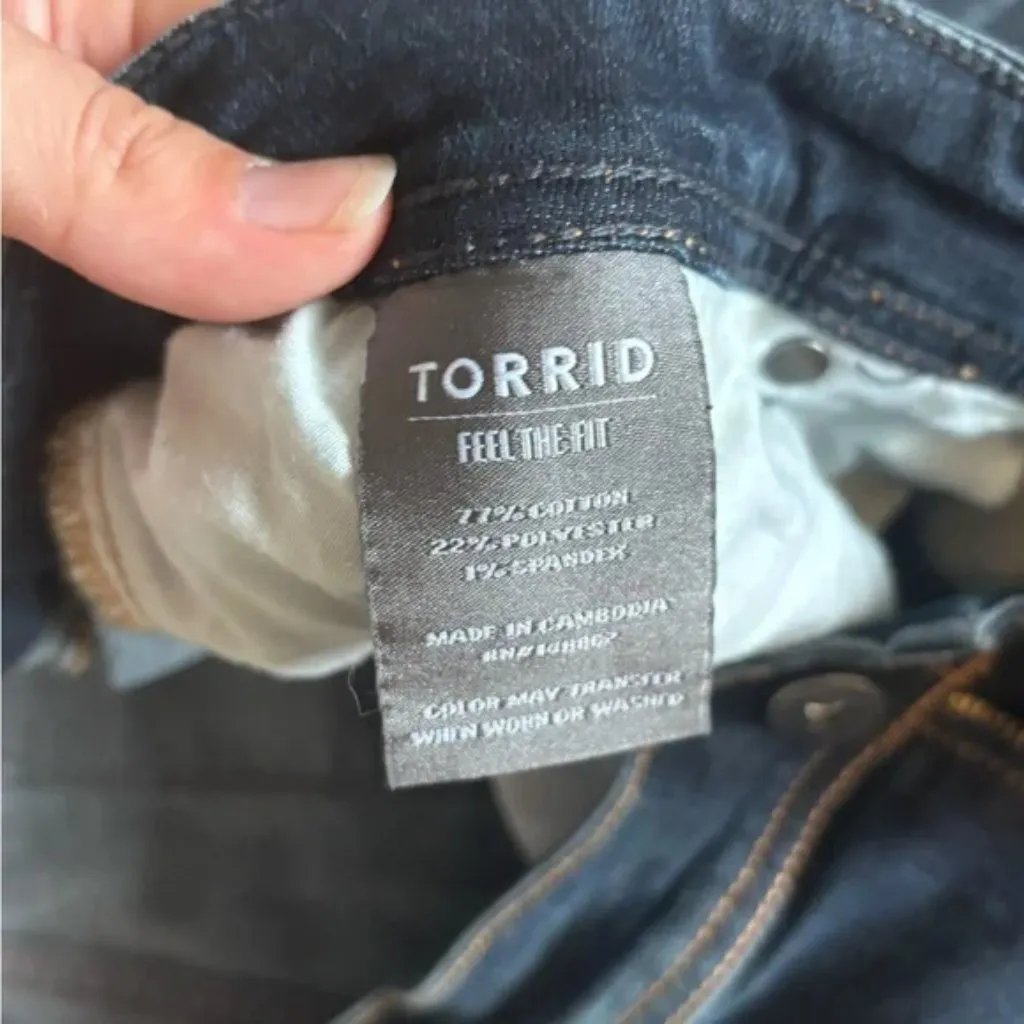 TORRID
FEEL THE FIT
77% COTTON
22% POLYESTER
1% SPANDEX
MADE IN CAMBODIA
COLOR MAY TRANSFER
WHEN WORN OR WASHED